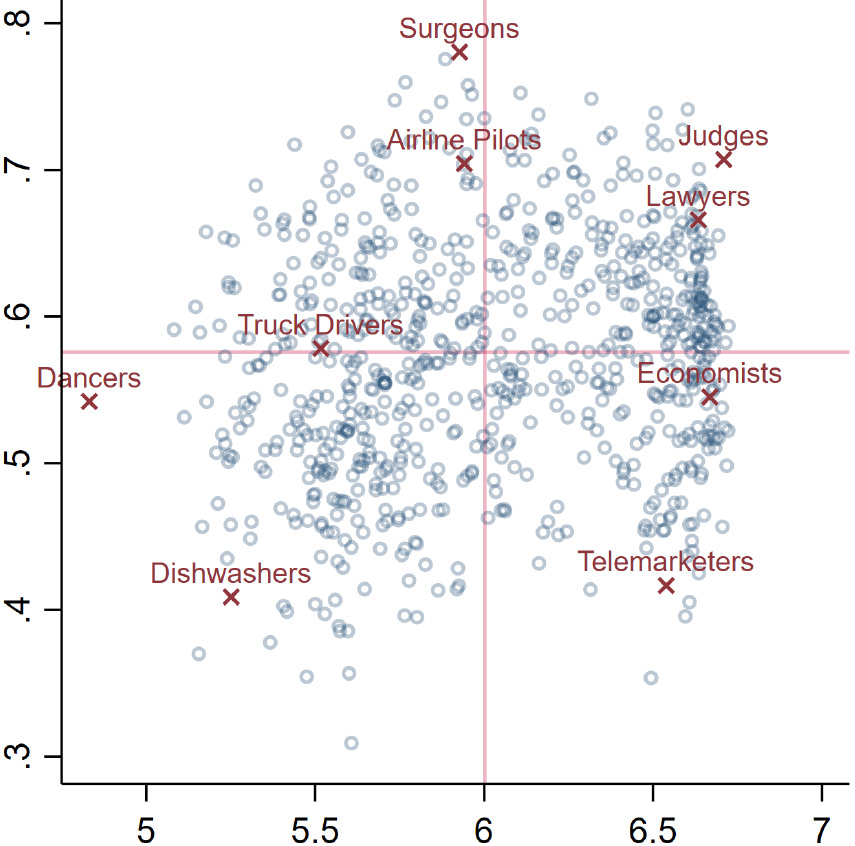 .8
Surgeons
Airline Pilots
Judges
.7
Lawyers
.6
Truck Drivers
Economists
Dancers
.5
Telemarketers
Dishwashers
.4
.3
5 5.5 6 6.5 7